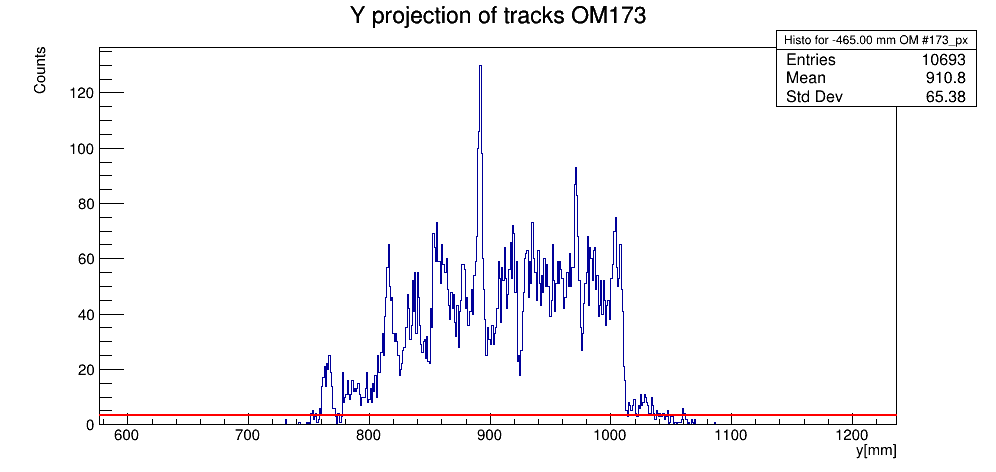 Y projection of tracks OM173
Histo for -465.00 mm OM #173_px
Entries 10693
Mean 910.8
Std Dev 65.38
Counts
120
100
80
60
40
20
0
600 700 800 900 1000 1100 1200
y[mm]